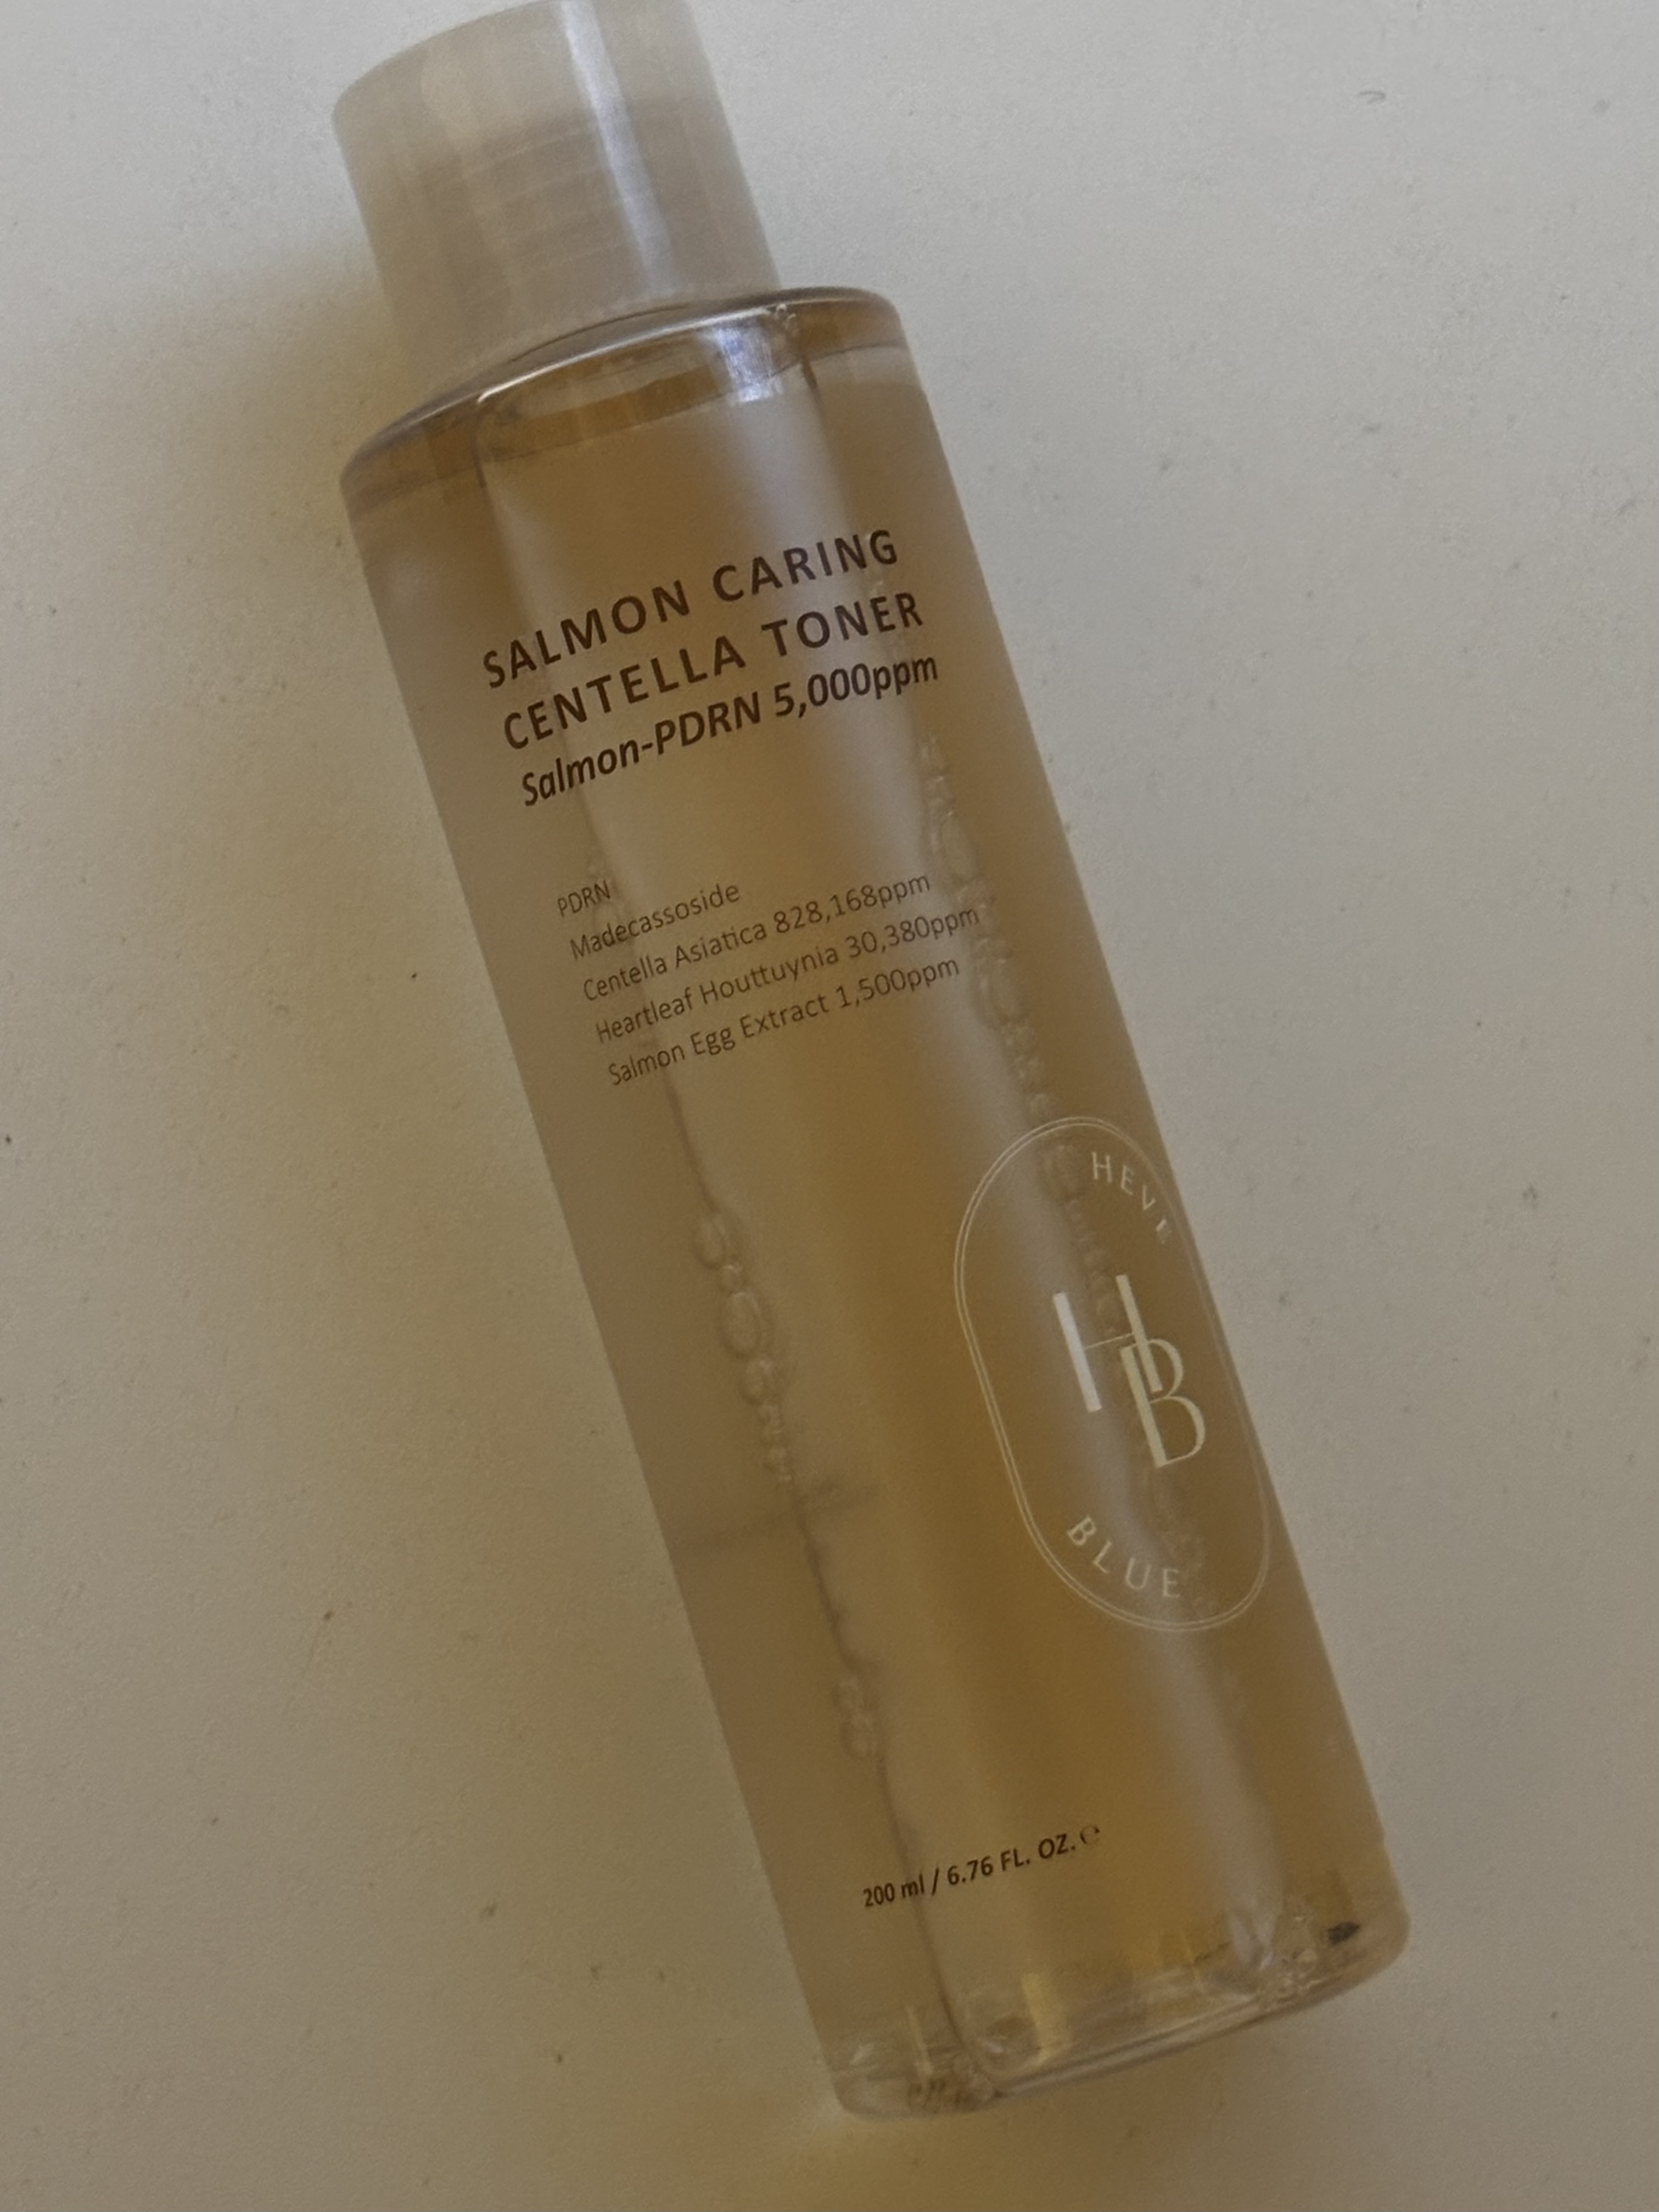 SALMON CARING
CENTELLA TONER
Salmon-PDRN 5,000ppm
PDRN
Madecassoside
Centella Asiatica 828,168ppm
Heartleaf Houttuynia 30,380ppm
Salmon Egg Extract 1,500ppm
HEVE
HB
BLUE
200 ml / 6.76 FL. OZ. ℮